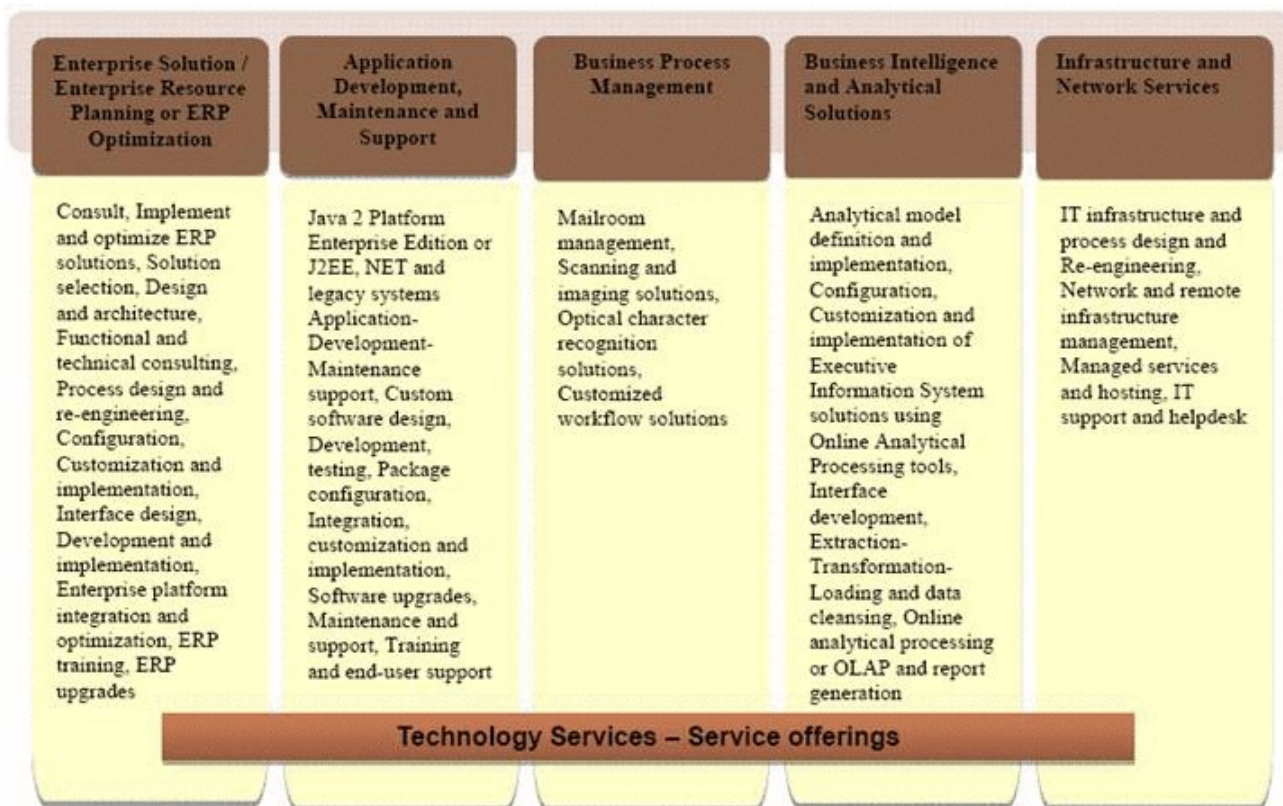 Enterprise Solution /
Enterprise Resource
Planning or ERP
Optimization
Consult, Implement
and optimize ERP
solutions, Solution
selection, Design
and architecture,
Functional and
technical consulting,
Process design and
re-engineering,
Configuration,
Customization and
implementation,
Interface design,
Development and
implementation,
Enterprise platform
integration and
optimization, ERP
training, ERP
upgrades
Application
Development,
Maintenance and
Support
Java 2 Platform
Enterprise Edition or
J2EE, NET and
legacy systems
Application-
Development-
Maintenance
support, Custom
software design,
Development,
testing, Package
configuration,
Integration,
customization and
implementation,
Software upgrades,
Maintenance and
support, Training
and end-user support
Business Process
Management
Mailroom
management,
Scanning and
imaging solutions,
Optical character
recognition
solutions,
Customized
workflow solutions
Business Intelligence
and Analytical
Solutions
Analytical model
definition and
implementation,
Configuration,
Customization and
implementation of
Executive
Information System
solutions using
Online Analytical
Processing tools,
Interface
development,
Extraction-
Transformation-
Loading and data
cleansing, Online
analytical processing
or OLAP and report
generation
Infrastructure and
Network Services
IT infrastructure and
process design and
Re-engineering,
Network and remote
infrastructure
management,
Managed services
and hosting, IT
support and helpdesk
Technology Services – Service offerings